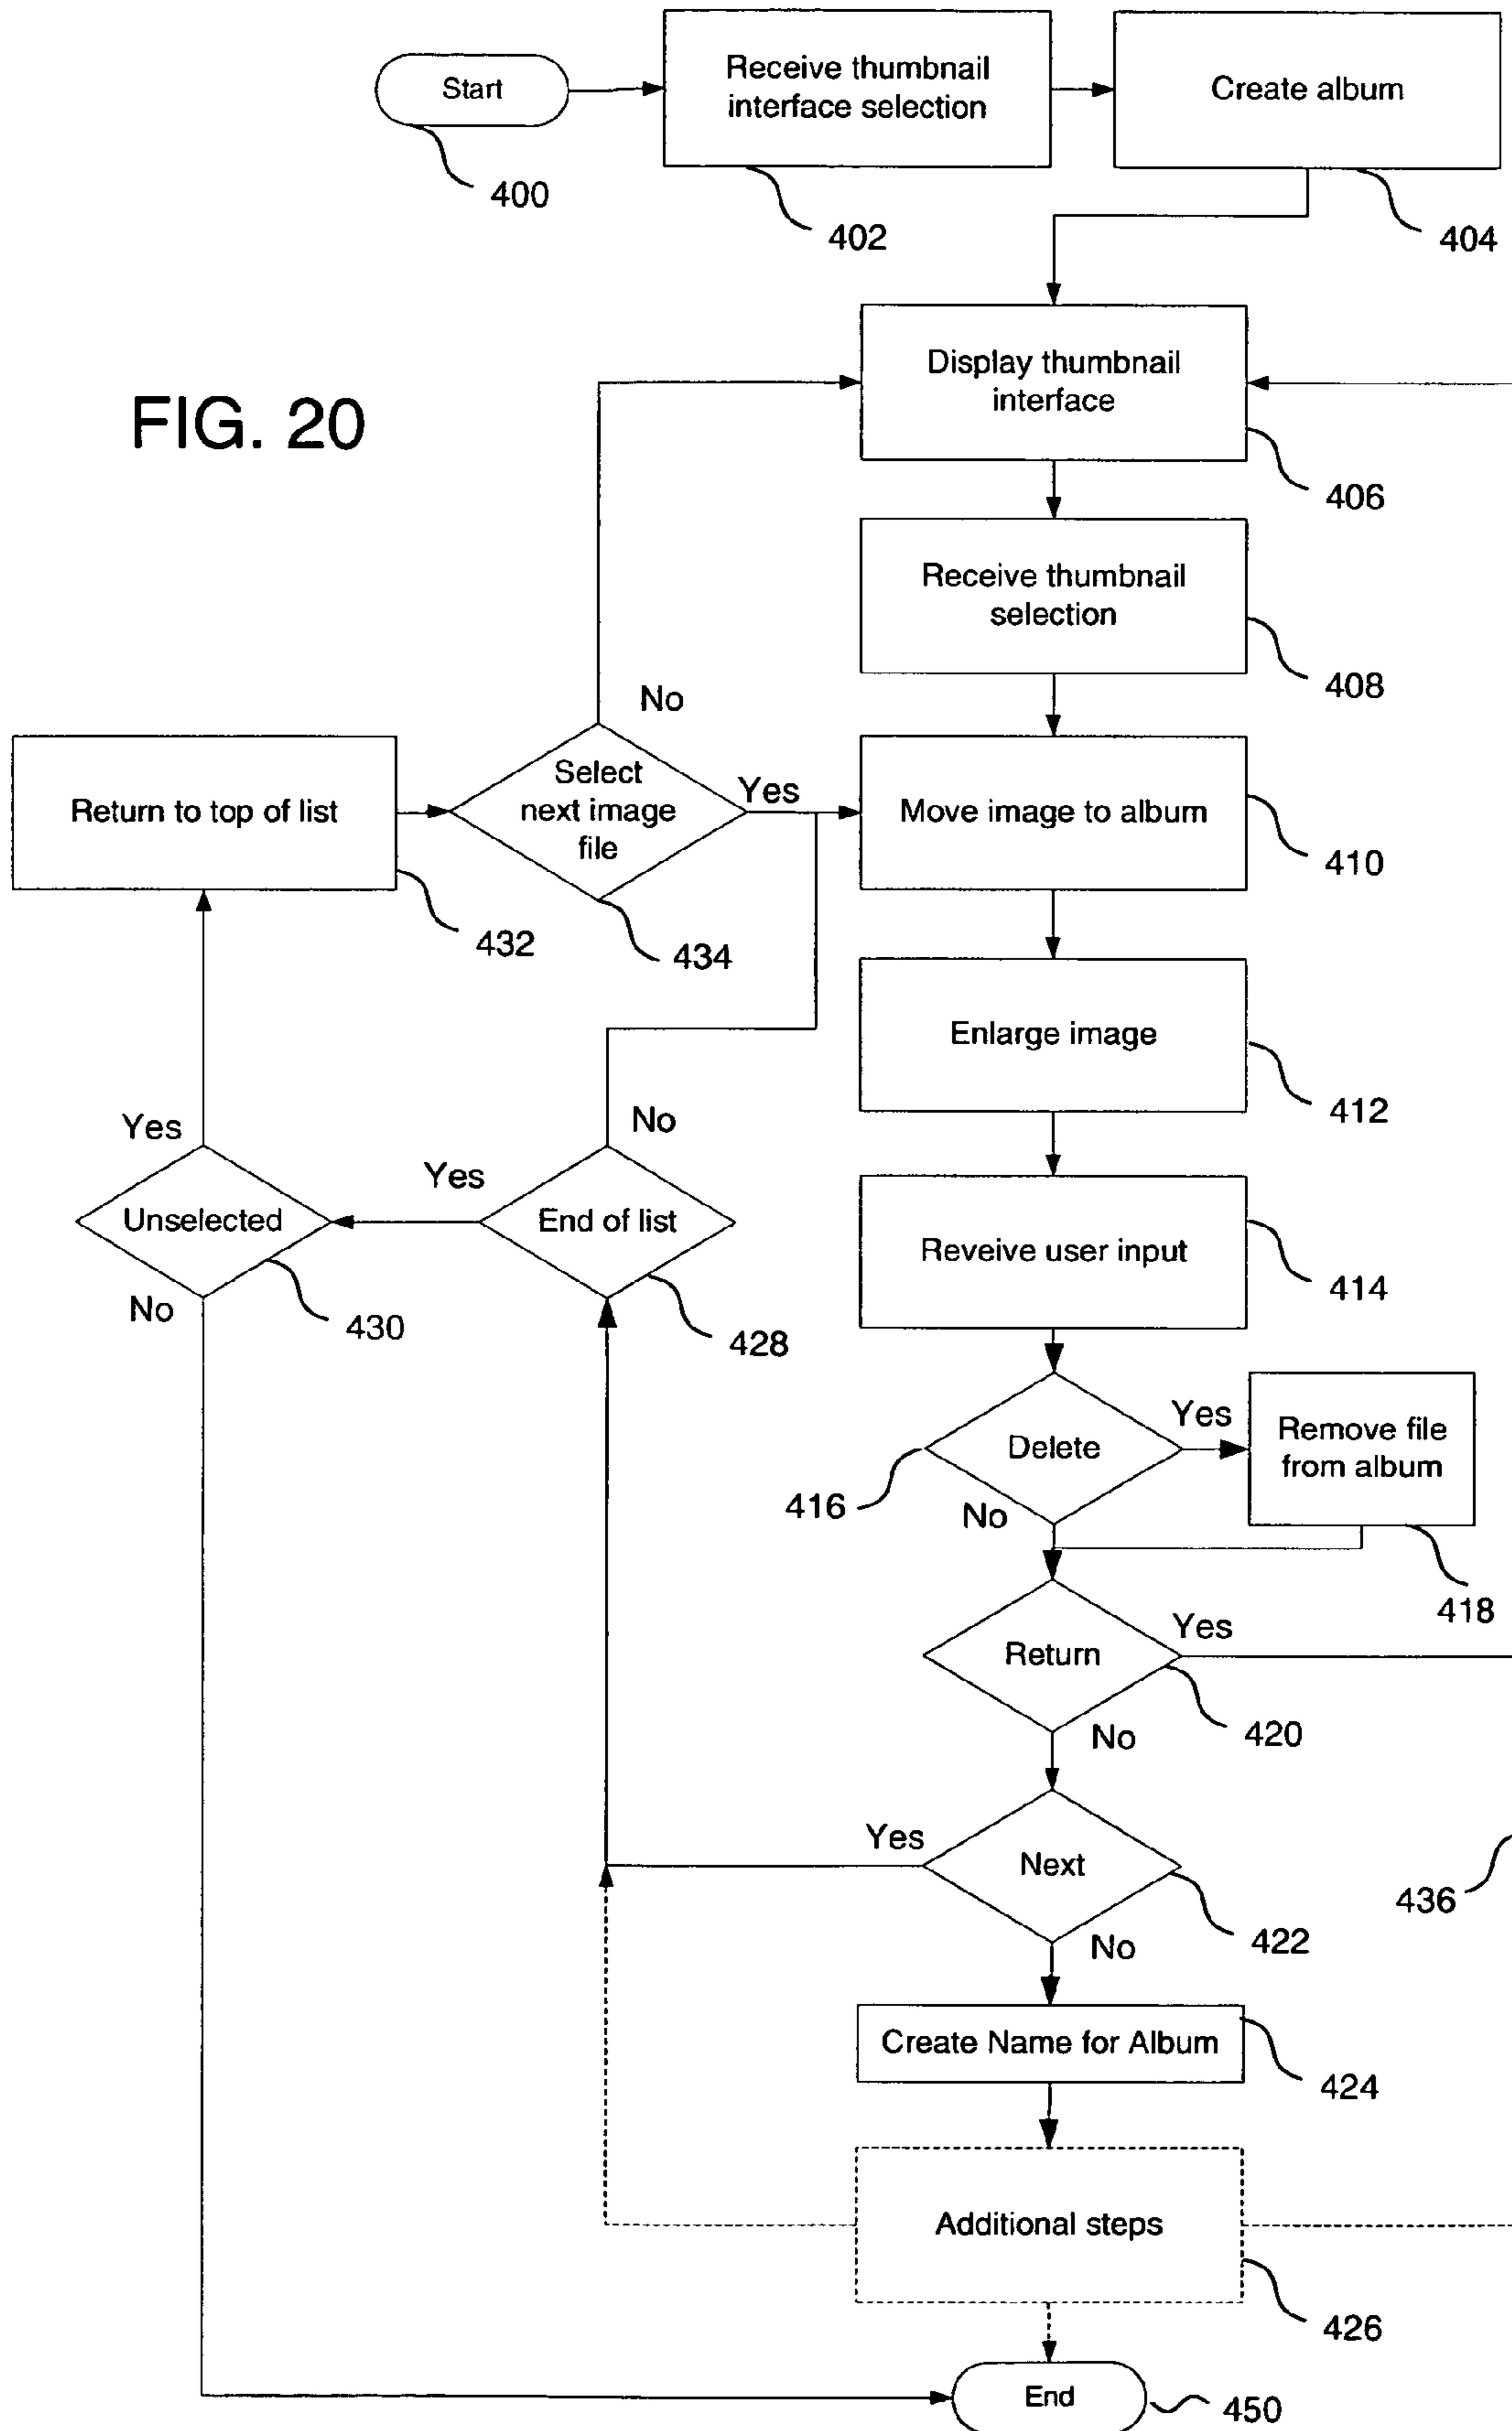 Start
Receive thumbnail
interface selection
Create album
400
402
404
FIG. 20
Display thumbnail
interface
406
Receive thumbnail
selection
408
No
Return to top of list
Select
next image
file
Yes
Move image to album
410
432
434
Enlarge image
412
Yes
No
Yes
Unselected
End of list
Reveive user input
414
No
430
428
Delete
Yes
Remove file
from album
416
No
418
Return
Yes
420
No
Yes
Next
436
422
No
Create Name for Album
424
Additional steps
426
End
450